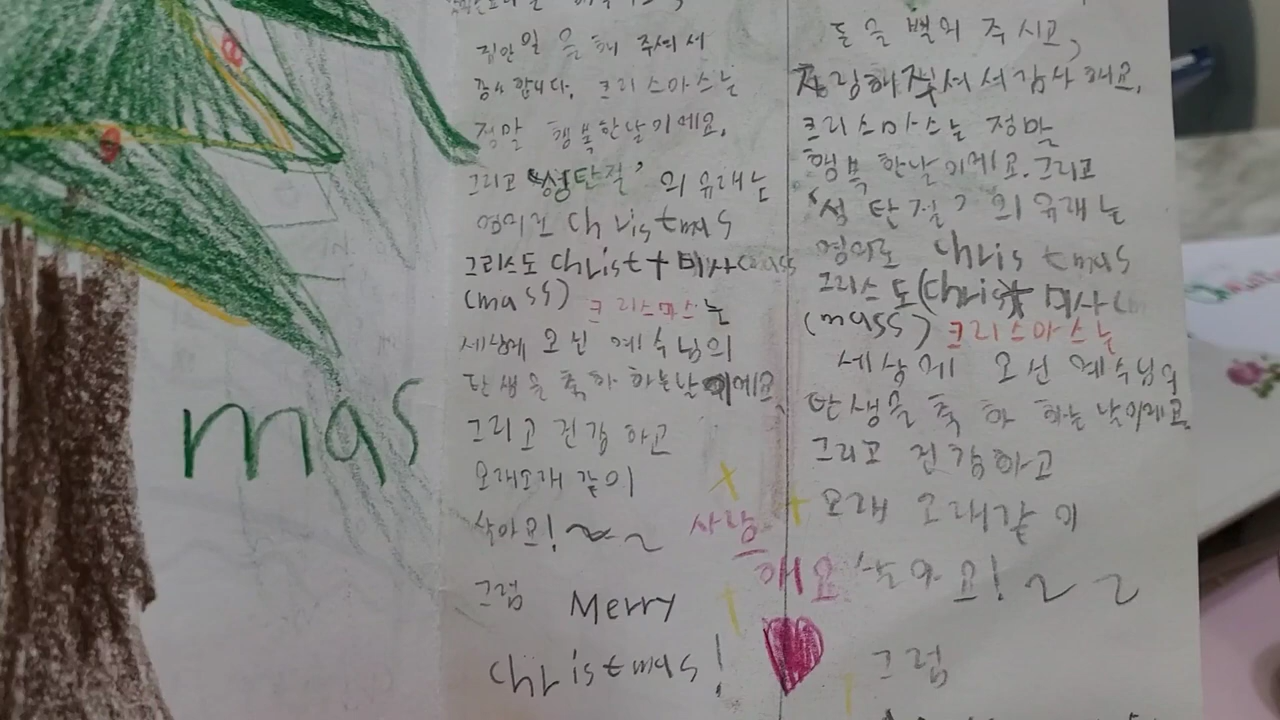 mas
집안일 을 해 주셔서
감사합니다. 크리스마스는
정말 행복한날이에요.
그리고 '성탄절' 의 유래는
영어로 Christmas
그리스도 Christ + 미사(mass
(mass) 크리스마스는
세상에 오신 예수님의
탄생을 축하 하는날이에요
그리고 건강 하고
오래오래 같이
살아요!~~
그럼 Merry
Christmas!
돈을 벌어 주시고,
사랑해 주셔서 감사해요.
크리스마스는 정말
행복 한날이에요. 그리고
'성 탄절' 의 유래는
영어로 Christmas
그리스도(Christ + 미사(
(mass) 크리스마스는
세상에 오신 예수님의
탄생을 축 하 하는 날이에요.
그리고 건강하고
오래 오래같 이
살아요!~~
그럼
사랑
해요